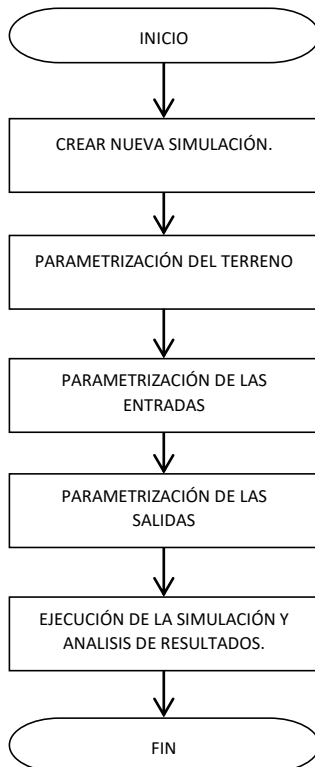 INICIO
CREAR NUEVA SIMULACIÓN.
PARAMETRIZACIÓN DEL TERRENO
PARAMETRIZACIÓN DE LAS
ENTRADAS
PARAMETRIZACIÓN DE LAS
SALIDAS
EJECUCIÓN DE LA SIMULACIÓN Y
ANALISIS DE RESULTADOS.
FIN